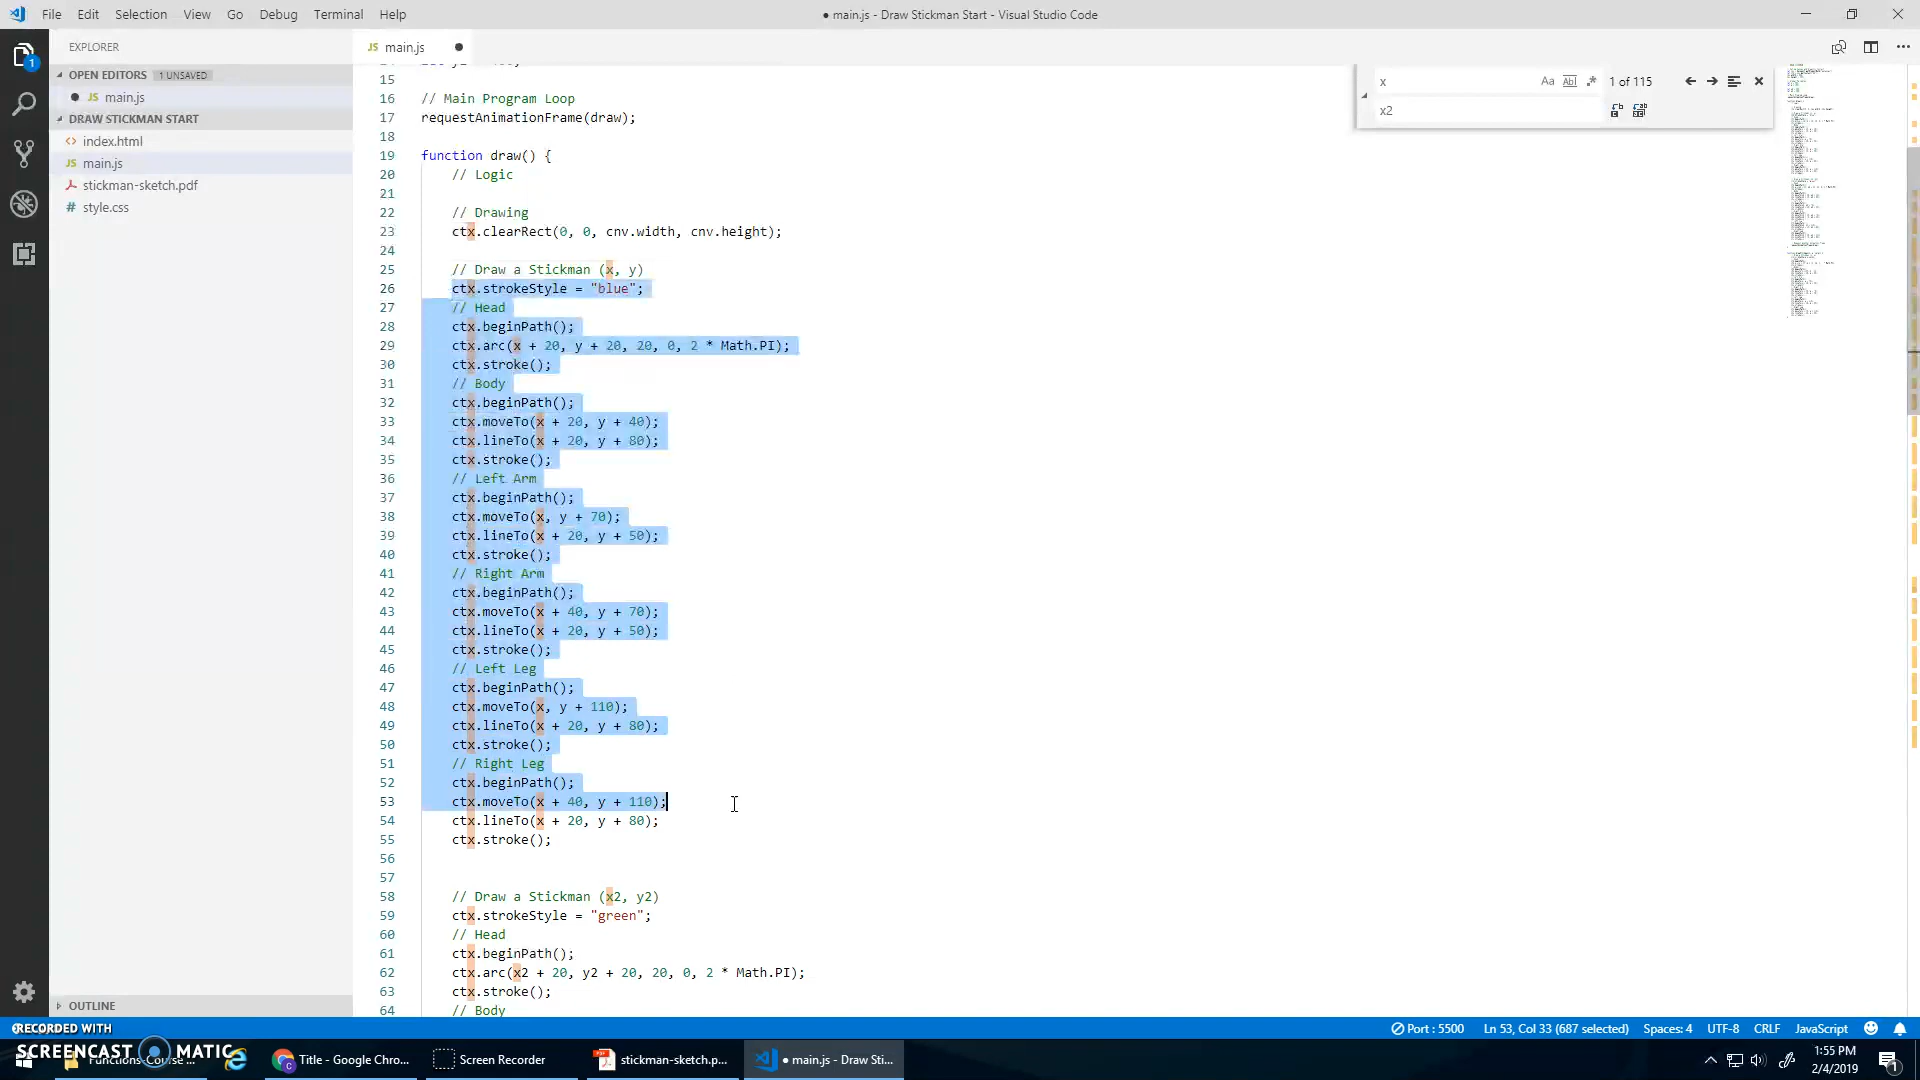 File Edit Selection View Go Debug Terminal Help
● main.js - Draw Stickman Start - Visual Studio Code
EXPLORER
OPEN EDITORS 1 UNSAVED
● JS main.js
DRAW STICKMAN START
<> index.html
JS main.js
stickman-sketch.pdf
# style.css
OUTLINE
JS main.js ●
x Aa Abl .* 1 of 115
x2
15
16 // Main Program Loop
17 requestAnimationFrame(draw);
18
19 function draw() {
20 // Logic
21
22 // Drawing
23 ctx.clearRect(0, 0, cnv.width, cnv.height);
24
25 // Draw a Stickman (x, y)
26 ctx.strokeStyle = "blue";
27 // Head
28 ctx.beginPath();
29 ctx.arc(x + 20, y + 20, 20, 0, 2 * Math.PI);
30 ctx.stroke();
31 // Body
32 ctx.beginPath();
33 ctx.moveTo(x + 20, y + 40);
34 ctx.lineTo(x + 20, y + 80);
35 ctx.stroke();
36 // Left Arm
37 ctx.beginPath();
38 ctx.moveTo(x, y + 70);
39 ctx.lineTo(x + 20, y + 50);
40 ctx.stroke();
41 // Right Arm
42 ctx.beginPath();
43 ctx.moveTo(x + 40, y + 70);
44 ctx.lineTo(x + 20, y + 50);
45 ctx.stroke();
46 // Left Leg
47 ctx.beginPath();
48 ctx.moveTo(x, y + 110);
49 ctx.lineTo(x + 20, y + 80);
50 ctx.stroke();
51 // Right Leg
52 ctx.beginPath();
53 ctx.moveTo(x + 40, y + 110);
54 ctx.lineTo(x + 20, y + 80);
55 ctx.stroke();
56
57
58 // Draw a Stickman (x2, y2)
59 ctx.strokeStyle = "green";
60 // Head
61 ctx.beginPath();
62 ctx.arc(x2 + 20, y2 + 20, 20, 0, 2 * Math.PI);
63 ctx.stroke();
64 // Body
Port : 5500 Ln 53, Col 33 (687 selected) Spaces: 4 UTF-8 CRLF JavaScript
RECORDED WITH
SCREENCAST MATIC
Functions-Course ...
Title - Google Chro...
Screen Recorder
stickman-sketch.p...
● main.js - Draw Sti...
1:55 PM
2/4/2019